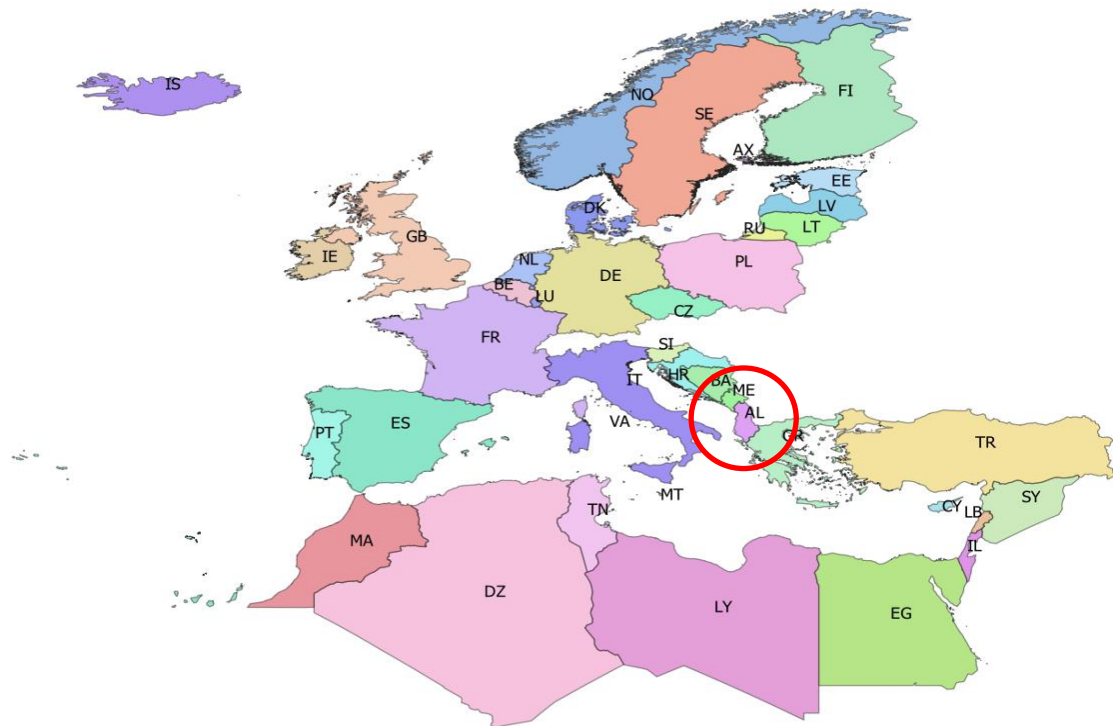 IS
NO
SE
FI
AX
EE
LV
LT
RU
DK
GB
IE
NL
BE
LU
DE
PL
CZ
FR
SI
HR
BA
ME
AL
IT
VA
PT
ES
GR
TR
MT
CY
LB
SY
IL
MA
TN
DZ
LY
EG